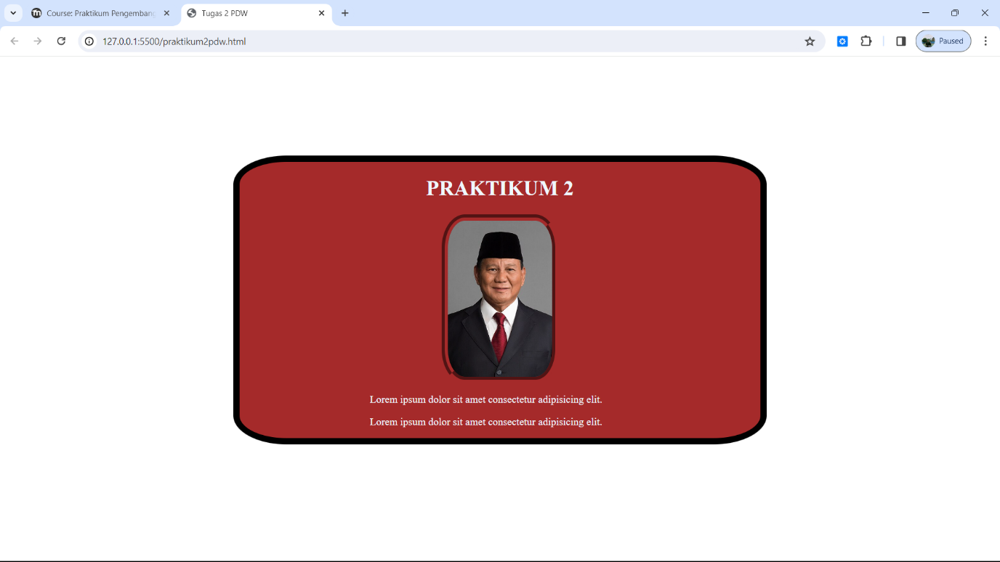 Course: Praktikum Pengembang
Tugas 2 PDW
127.0.0.1:5500/praktikum2pdw.html
Paused
PRAKTIKUM 2
Lorem ipsum dolor sit amet consectetur adipisicing elit.
Lorem ipsum dolor sit amet consectetur adipisicing elit.